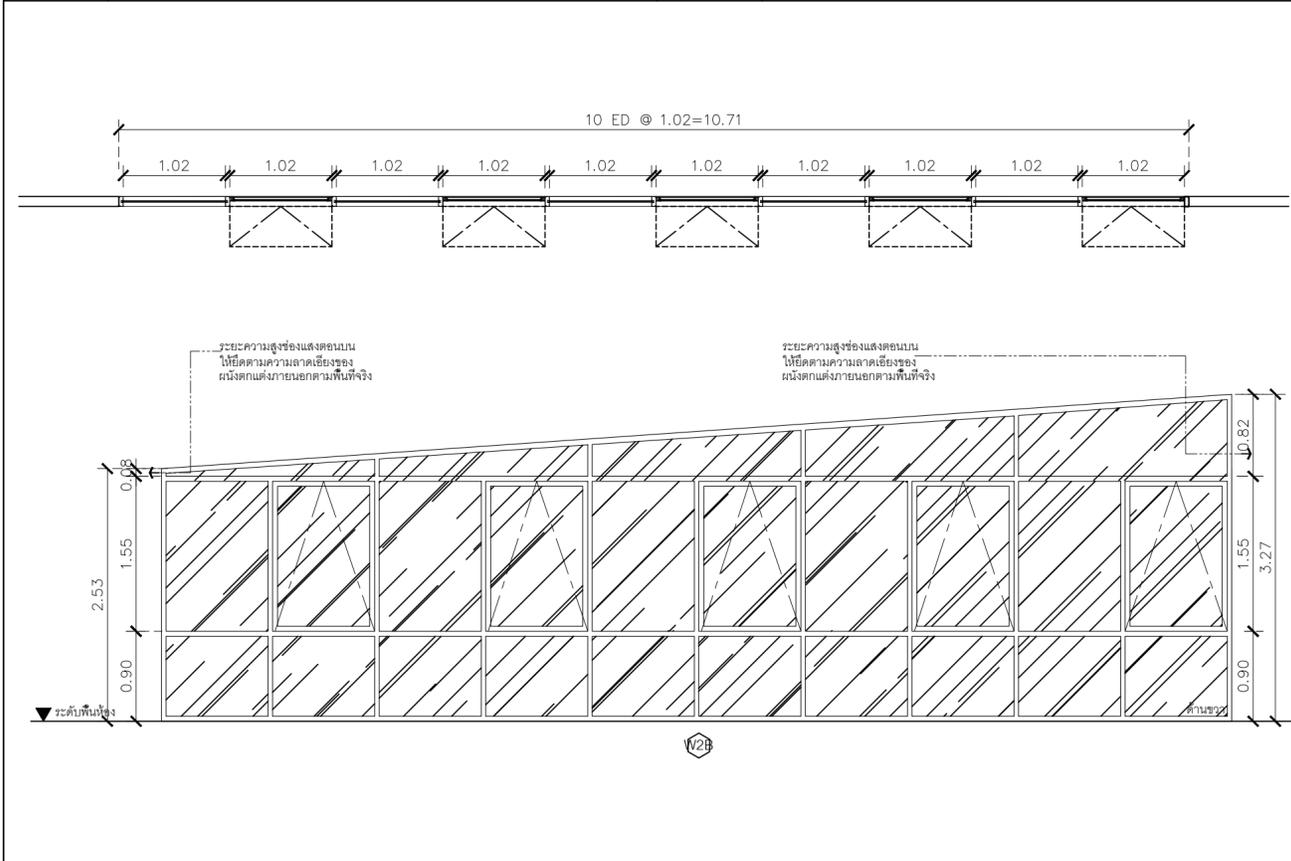 10 ED @ 1.02=10.71
1.02 1.02 1.02 1.02 1.02 1.02 1.02 1.02 1.02 1.02
ระยะความสูงช่องแสงตอนบน
ให้ยึดตามความลาดเอียงของ
ผนังตกแต่งภายนอกตามพื้นที่จริง
ระยะความสูงช่องแสงตอนบน
ให้ยึดตามความลาดเอียงของ
ผนังตกแต่งภายนอกตามพื้นที่จริง
0.08
1.55
2.53
0.90
0.82
1.55
3.27
0.90
ระดับพื้นห้อง
ด้านขวา
W2B